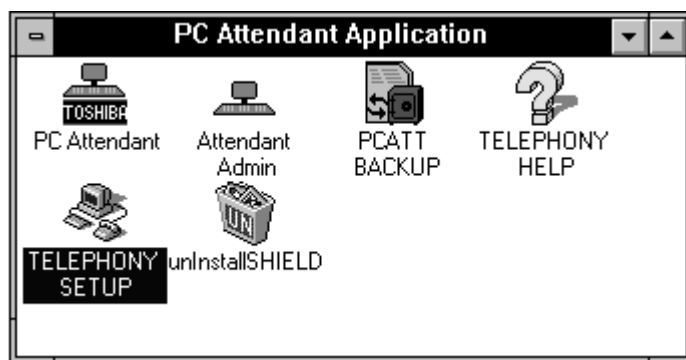 PC Attendant Application
TOSHIBA
PC Attendant
Attendant
Admin
PCATT
BACKUP
TELEPHONY
HELP
UN
TELEPHONY
SETUP
unInstallSHIELD